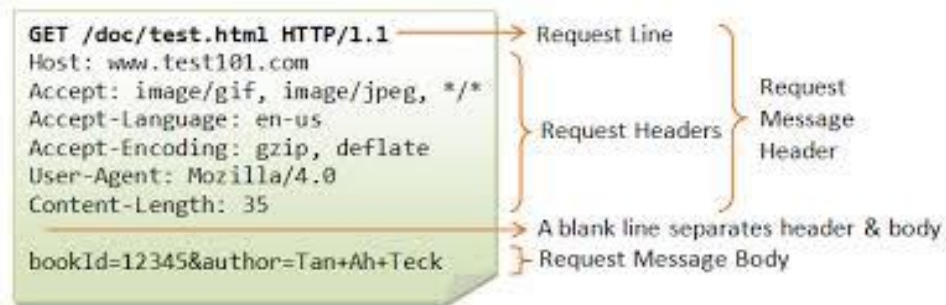 GET /doc/test.html HTTP/1.1
Host: www.test101.com
Accept: image/gif, image/jpeg, */*
Accept-Language: en-us
Accept-Encoding: gzip, deflate
User-Agent: Mozilla/4.0
Content-Length: 35
bookId=12345&author=Tan+Ah+Teck
Request Line
Request Headers
Request
Message
Header
A blank line separates header & body
Request Message Body